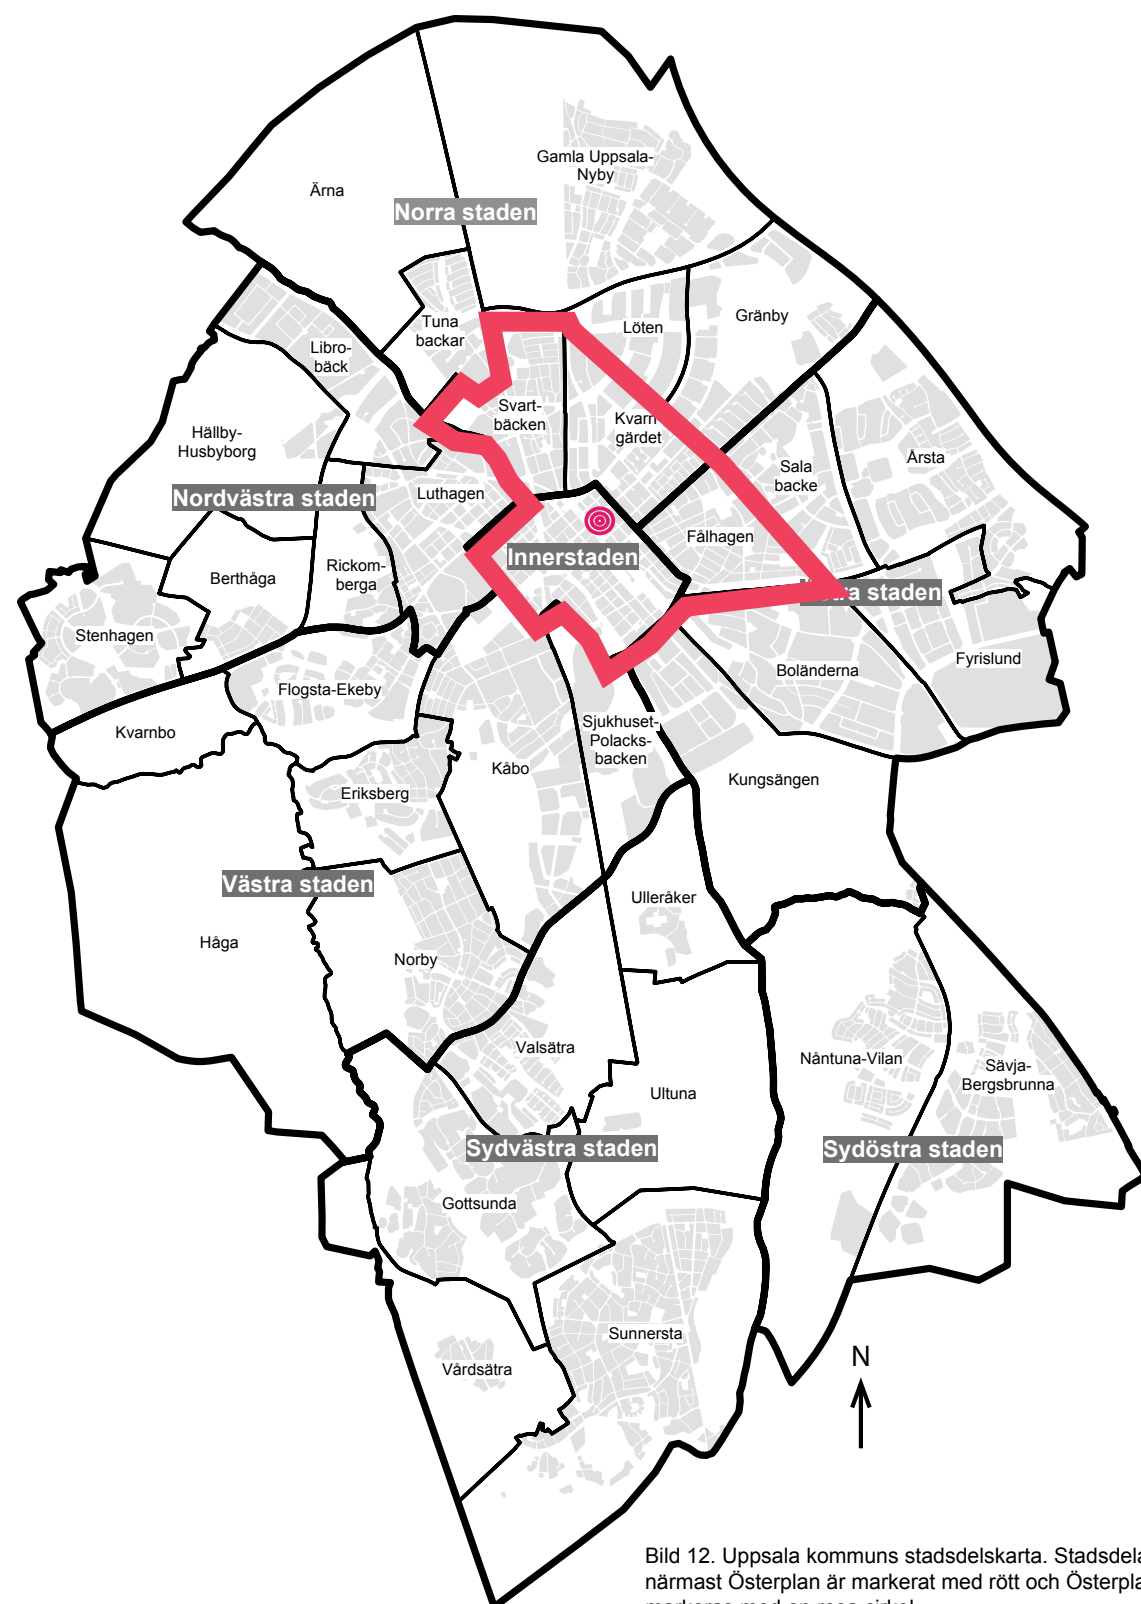 Gamla Uppsala-
Nyby
Ärna
Norra staden
Tuna
backar
Löten
Gränby
Libro-
bäck
Svart-
bäcken
Kvarn
gärdet
Hällby-
Husbyborg
Sala
backe
Årsta
Nordvästra staden
Luthagen
Fålhagen
Innerstaden
Berthåga
Rickom-
berga
staden
Stenhagen
Fyrislund
Boländerna
Flogsta-Ekeby
Kvarnbo
Sjukhuset-
Polacks-
backen
Kåbo
Kungsängen
Eriksberg
Västra staden
Ulleråker
Håga
Norby
Valsätra
Nåntuna-Vilan
Sävja-
Bergsbrunna
Ultuna
Sydvästra staden
Sydöstra staden
Gottsunda
Sunnersta
Vårdsätra
N
Bild 12. Uppsala kommuns stadsdelskarta.
närmast Österplan är markerat med rött och